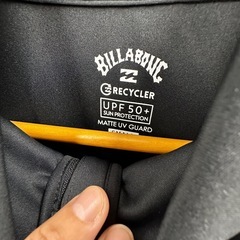 BILLABONG
RECYCLER
UPF 50+
SUN PROTECTION
MATTE UV GUARD